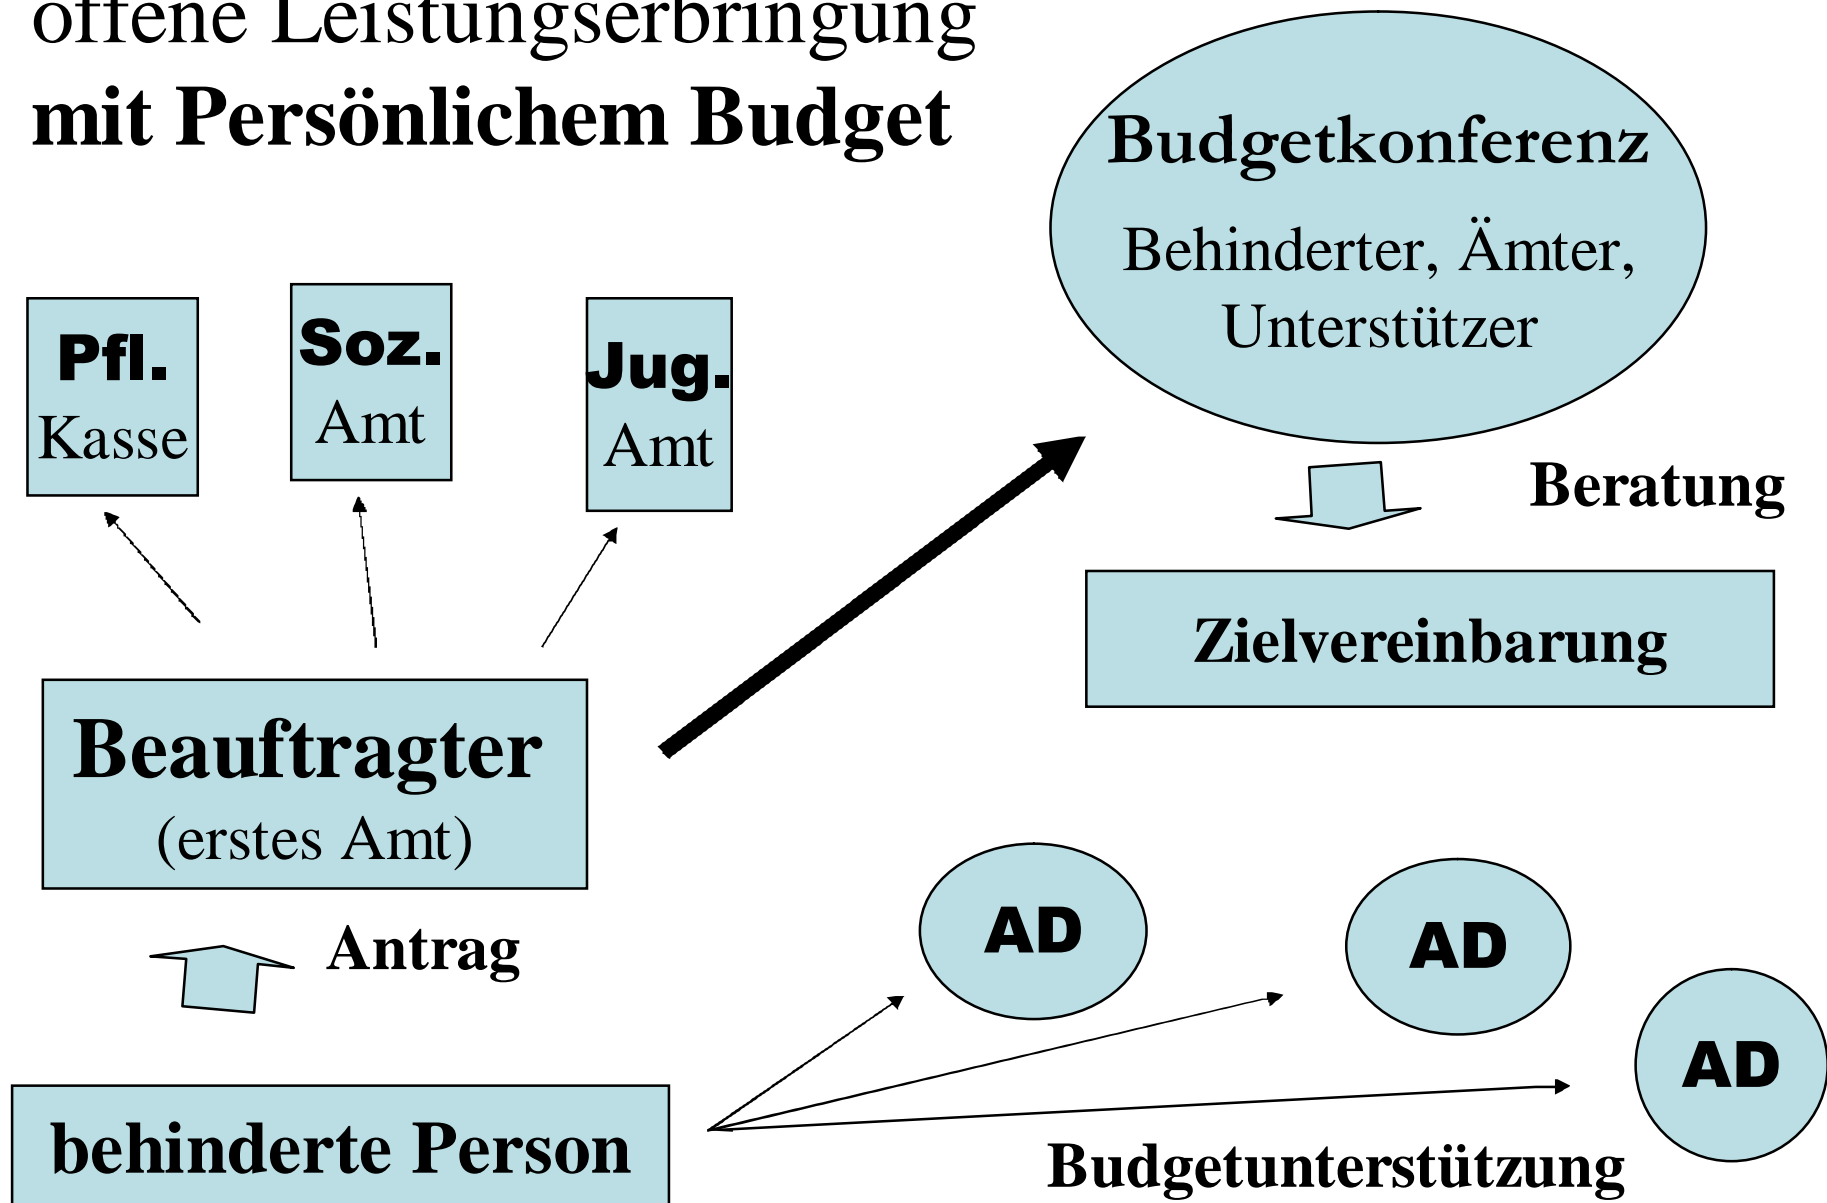 offene Leistungserbringung
mit Persönlichem Budget
Budgetkonferenz
Behinderter, Ämter,
Unterstützer
Pfl.
Kasse
Soz.
Amt
Jug.
Amt
Beratung
Zielvereinbarung
Beauftragter
(erstes Amt)
Antrag
AD
AD
AD
behinderte Person
Budgetunterstützung